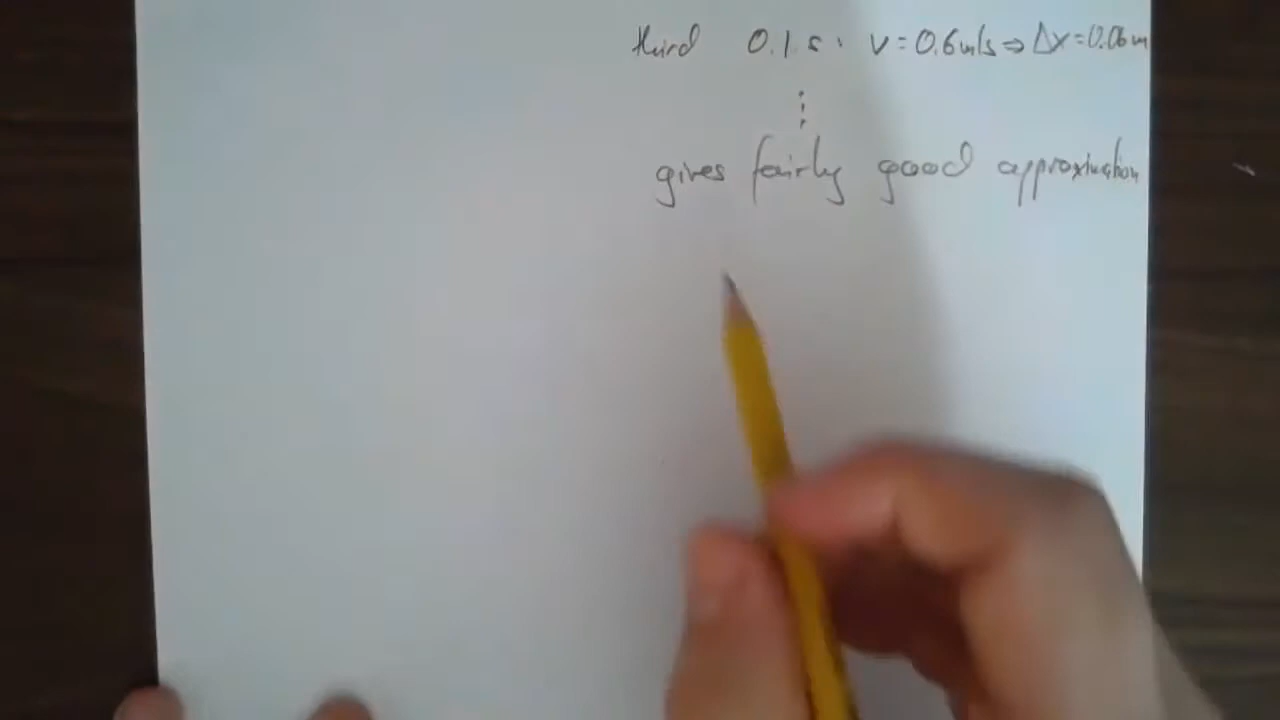 third 0.1 s: v = 0.6 m/s ⇒ Δx = 0.06 m
⋮
gives fairly good approximation